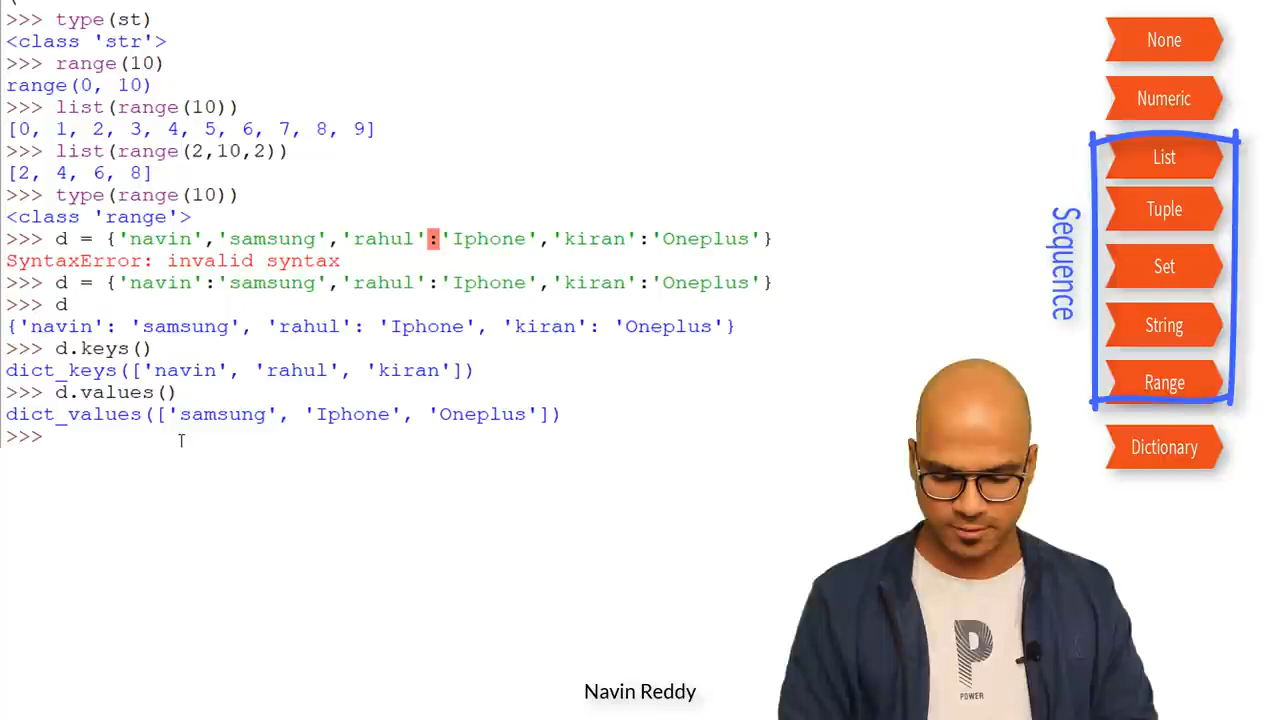 >>> type(st)
<class 'str'>
>>> range(10)
range(0, 10)
>>> list(range(10))
[0, 1, 2, 3, 4, 5, 6, 7, 8, 9]
>>> list(range(2,10,2))
[2, 4, 6, 8]
>>> type(range(10))
<class 'range'>
>>> d = {'navin','samsung','rahul':'Iphone','kiran':'Oneplus'}
SyntaxError: invalid syntax
>>> d = {'navin':'samsung','rahul':'Iphone','kiran':'Oneplus'}
>>> d
{'navin': 'samsung', 'rahul': 'Iphone', 'kiran': 'Oneplus'}
>>> d.keys()
dict_keys(['navin', 'rahul', 'kiran'])
>>> d.values()
dict_values(['samsung', 'Iphone', 'Oneplus'])
>>>
None
Numeric
Sequence
List
Tuple
Set
String
Range
Dictionary
P
POWER
Navin Reddy